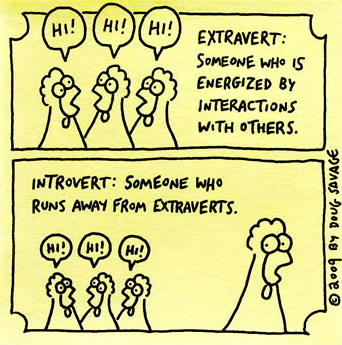 HI! HI! HI!
EXTRAVERT:
SOMEONE WHO IS
ENERGIZED BY
INTERACTIONS
WITH OTHERS.
INTROVERT: SOMEONE WHO
RUNS AWAY FROM EXTRAVERTS.
HI! HI! HI!
© 2009 BY DOUG SAVAGE